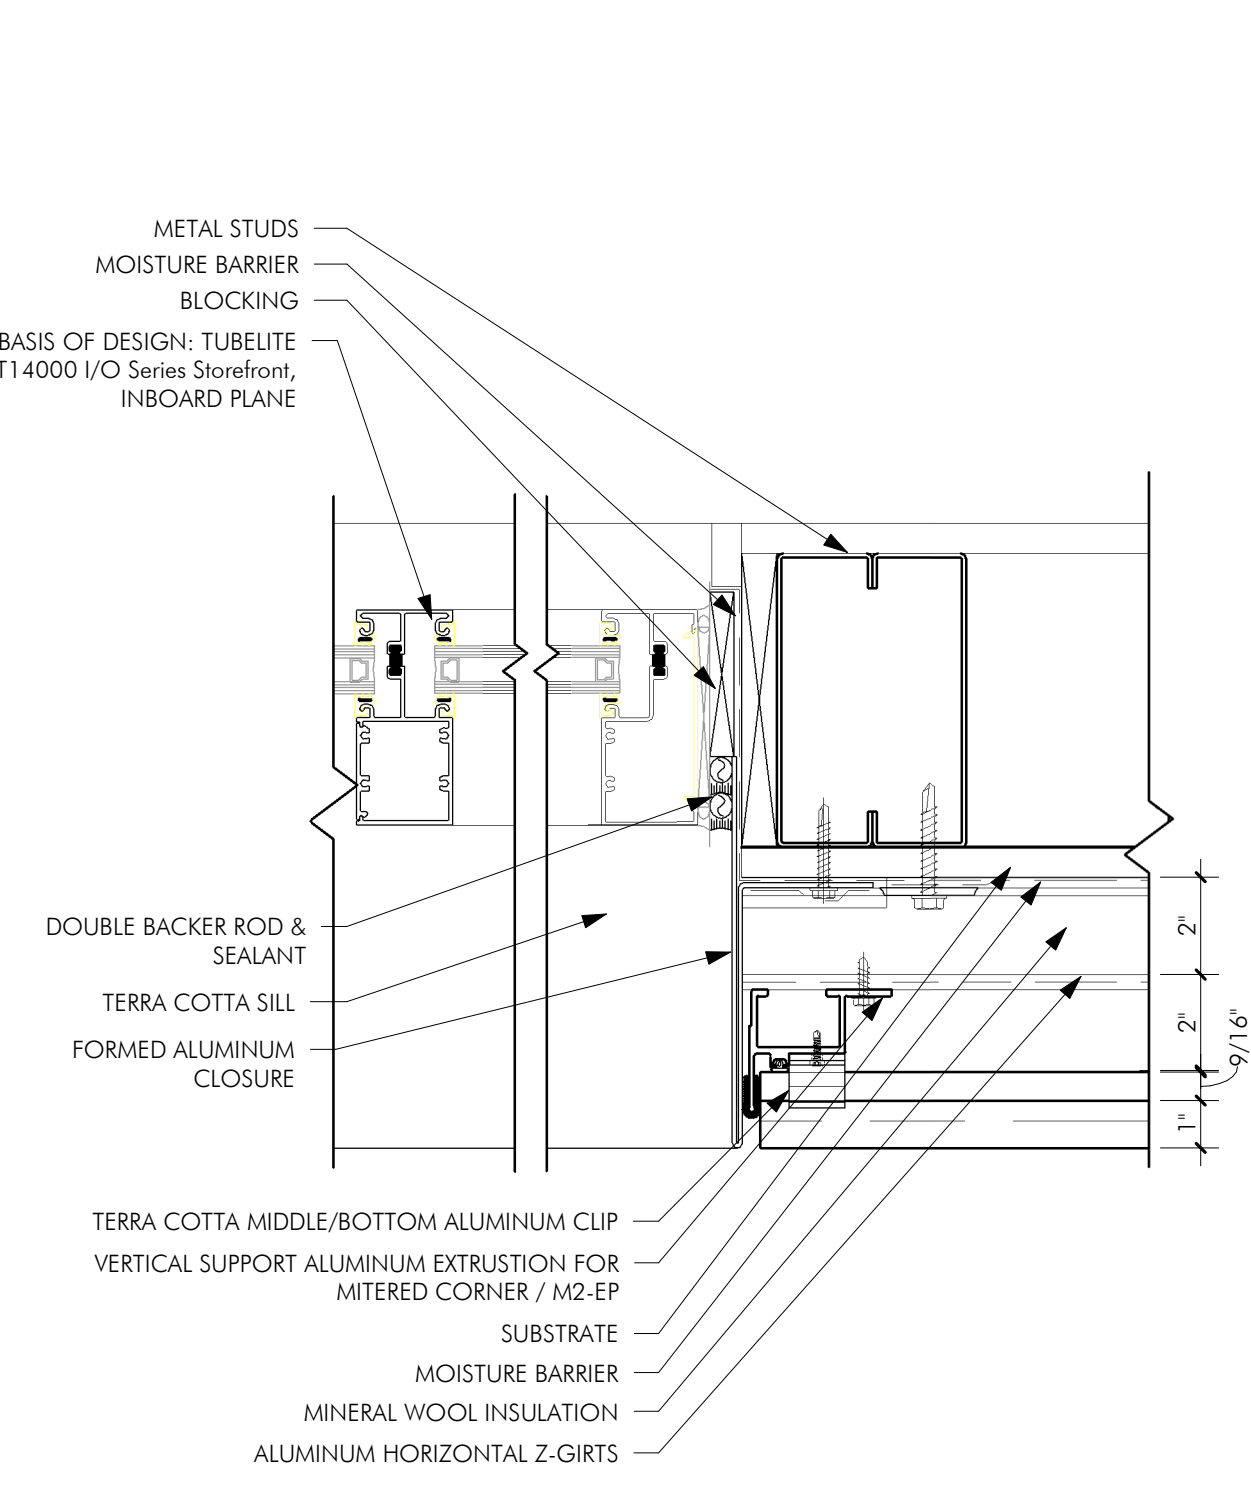 METAL STUDS
MOISTURE BARRIER
BLOCKING
BASIS OF DESIGN: TUBELITE
T14000 I/O Series Storefront,
INBOARD PLANE
DOUBLE BACKER ROD &
SEALANT
TERRA COTTA SILL
FORMED ALUMINUM
CLOSURE
2"
2"
9/16"
1"
TERRA COTTA MIDDLE/BOTTOM ALUMINUM CLIP
VERTICAL SUPPORT ALUMINUM EXTRUSTION FOR
MITERED CORNER / M2-EP
SUBSTRATE
MOISTURE BARRIER
MINERAL WOOL INSULATION
ALUMINUM HORIZONTAL Z-GIRTS